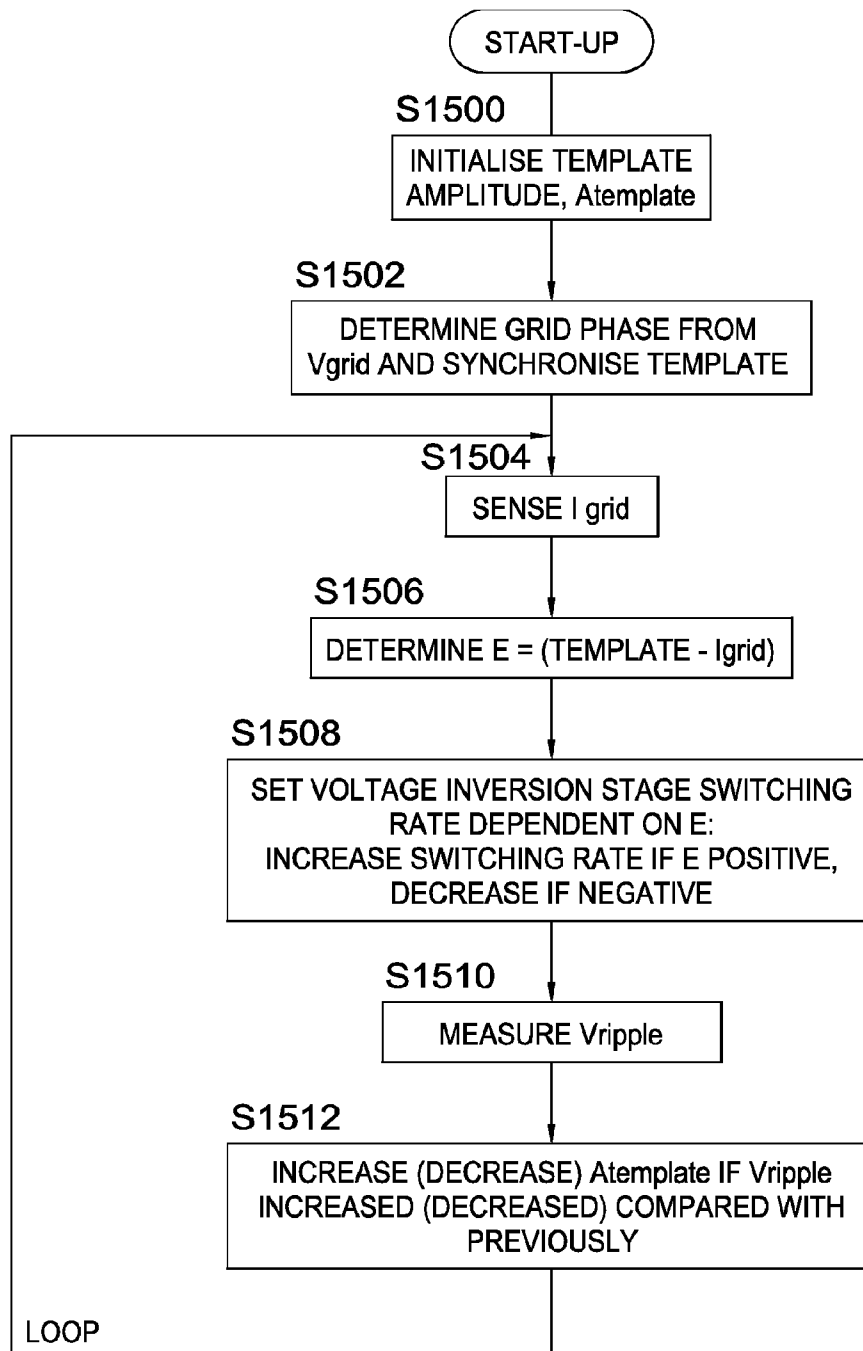 START-UP
S1500
INITIALISE TEMPLATE
AMPLITUDE, Atemplate
S1502
DETERMINE GRID PHASE FROM
Vgrid AND SYNCHRONISE TEMPLATE
S1504
SENSE I grid
S1506
DETERMINE E = (TEMPLATE - Igrid)
S1508
SET VOLTAGE INVERSION STAGE SWITCHING
RATE DEPENDENT ON E:
INCREASE SWITCHING RATE IF E POSITIVE,
DECREASE IF NEGATIVE
S1510
MEASURE Vripple
S1512
INCREASE (DECREASE) Atemplate IF Vripple
INCREASED (DECREASED) COMPARED WITH
PREVIOUSLY
LOOP